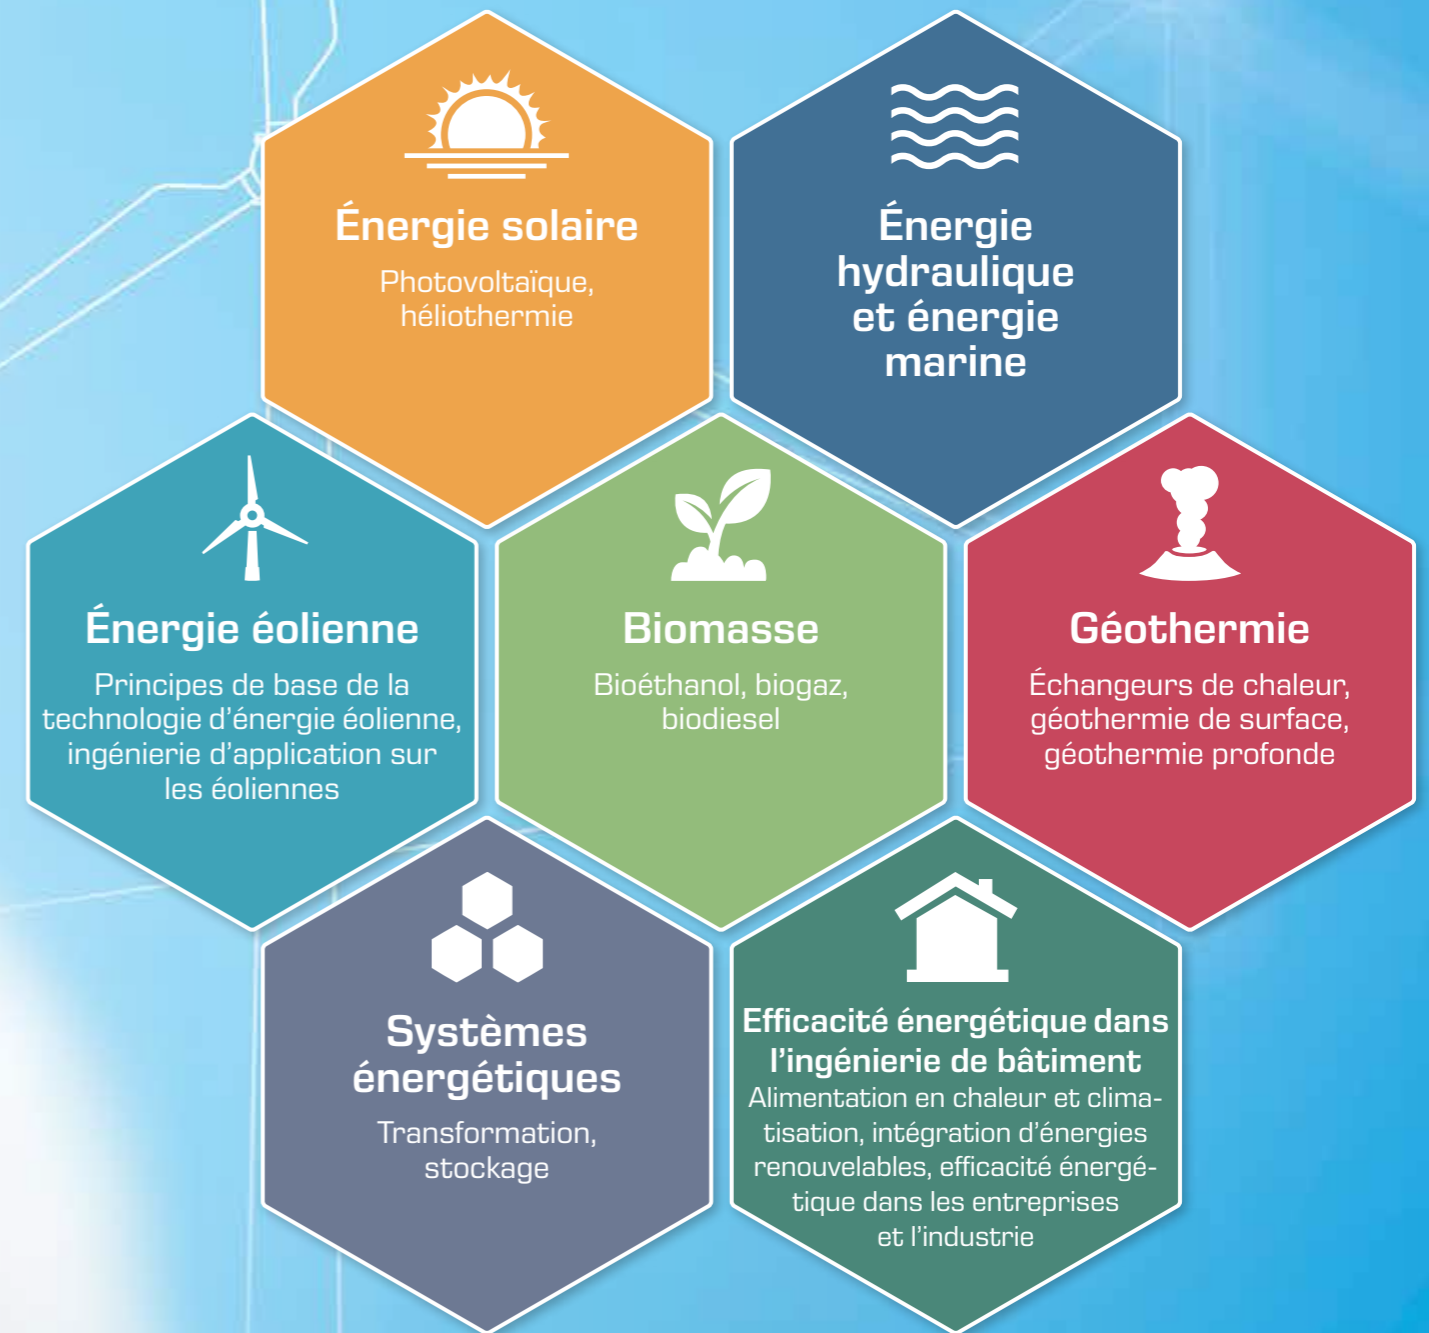 Énergie solaire
Photovoltaïque,
héliothermie
Énergie
hydraulique
et énergie
marine
Énergie éolienne
Principes de base de la
technologie d’énergie éolienne,
ingénierie d’application sur
les éoliennes
Biomasse
Bioéthanol, biogaz,
biodiesel
Géothermie
Échangeurs de chaleur,
géothermie de surface,
géothermie profonde
Systèmes
énergétiques
Transformation,
stockage
Efficacité énergétique dans
l’ingénierie de bâtiment
Alimentation en chaleur et clima-
tisation, intégration d’énergies
renouvelables, efficacité énergé-
tique dans les entreprises
et l’industrie